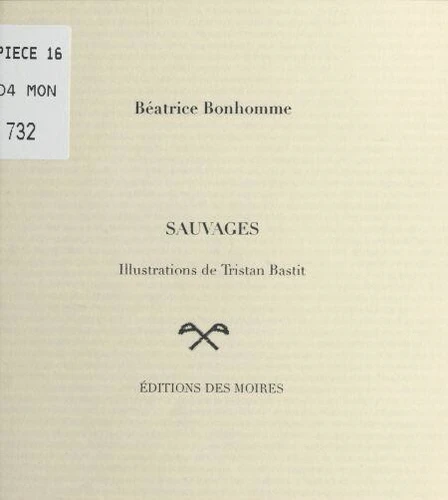 PIECE 16
04 MON
732
Béatrice Bonhomme
SAUVAGES
Illustrations de Tristan Bastit
ÉDITIONS DES MOIRES